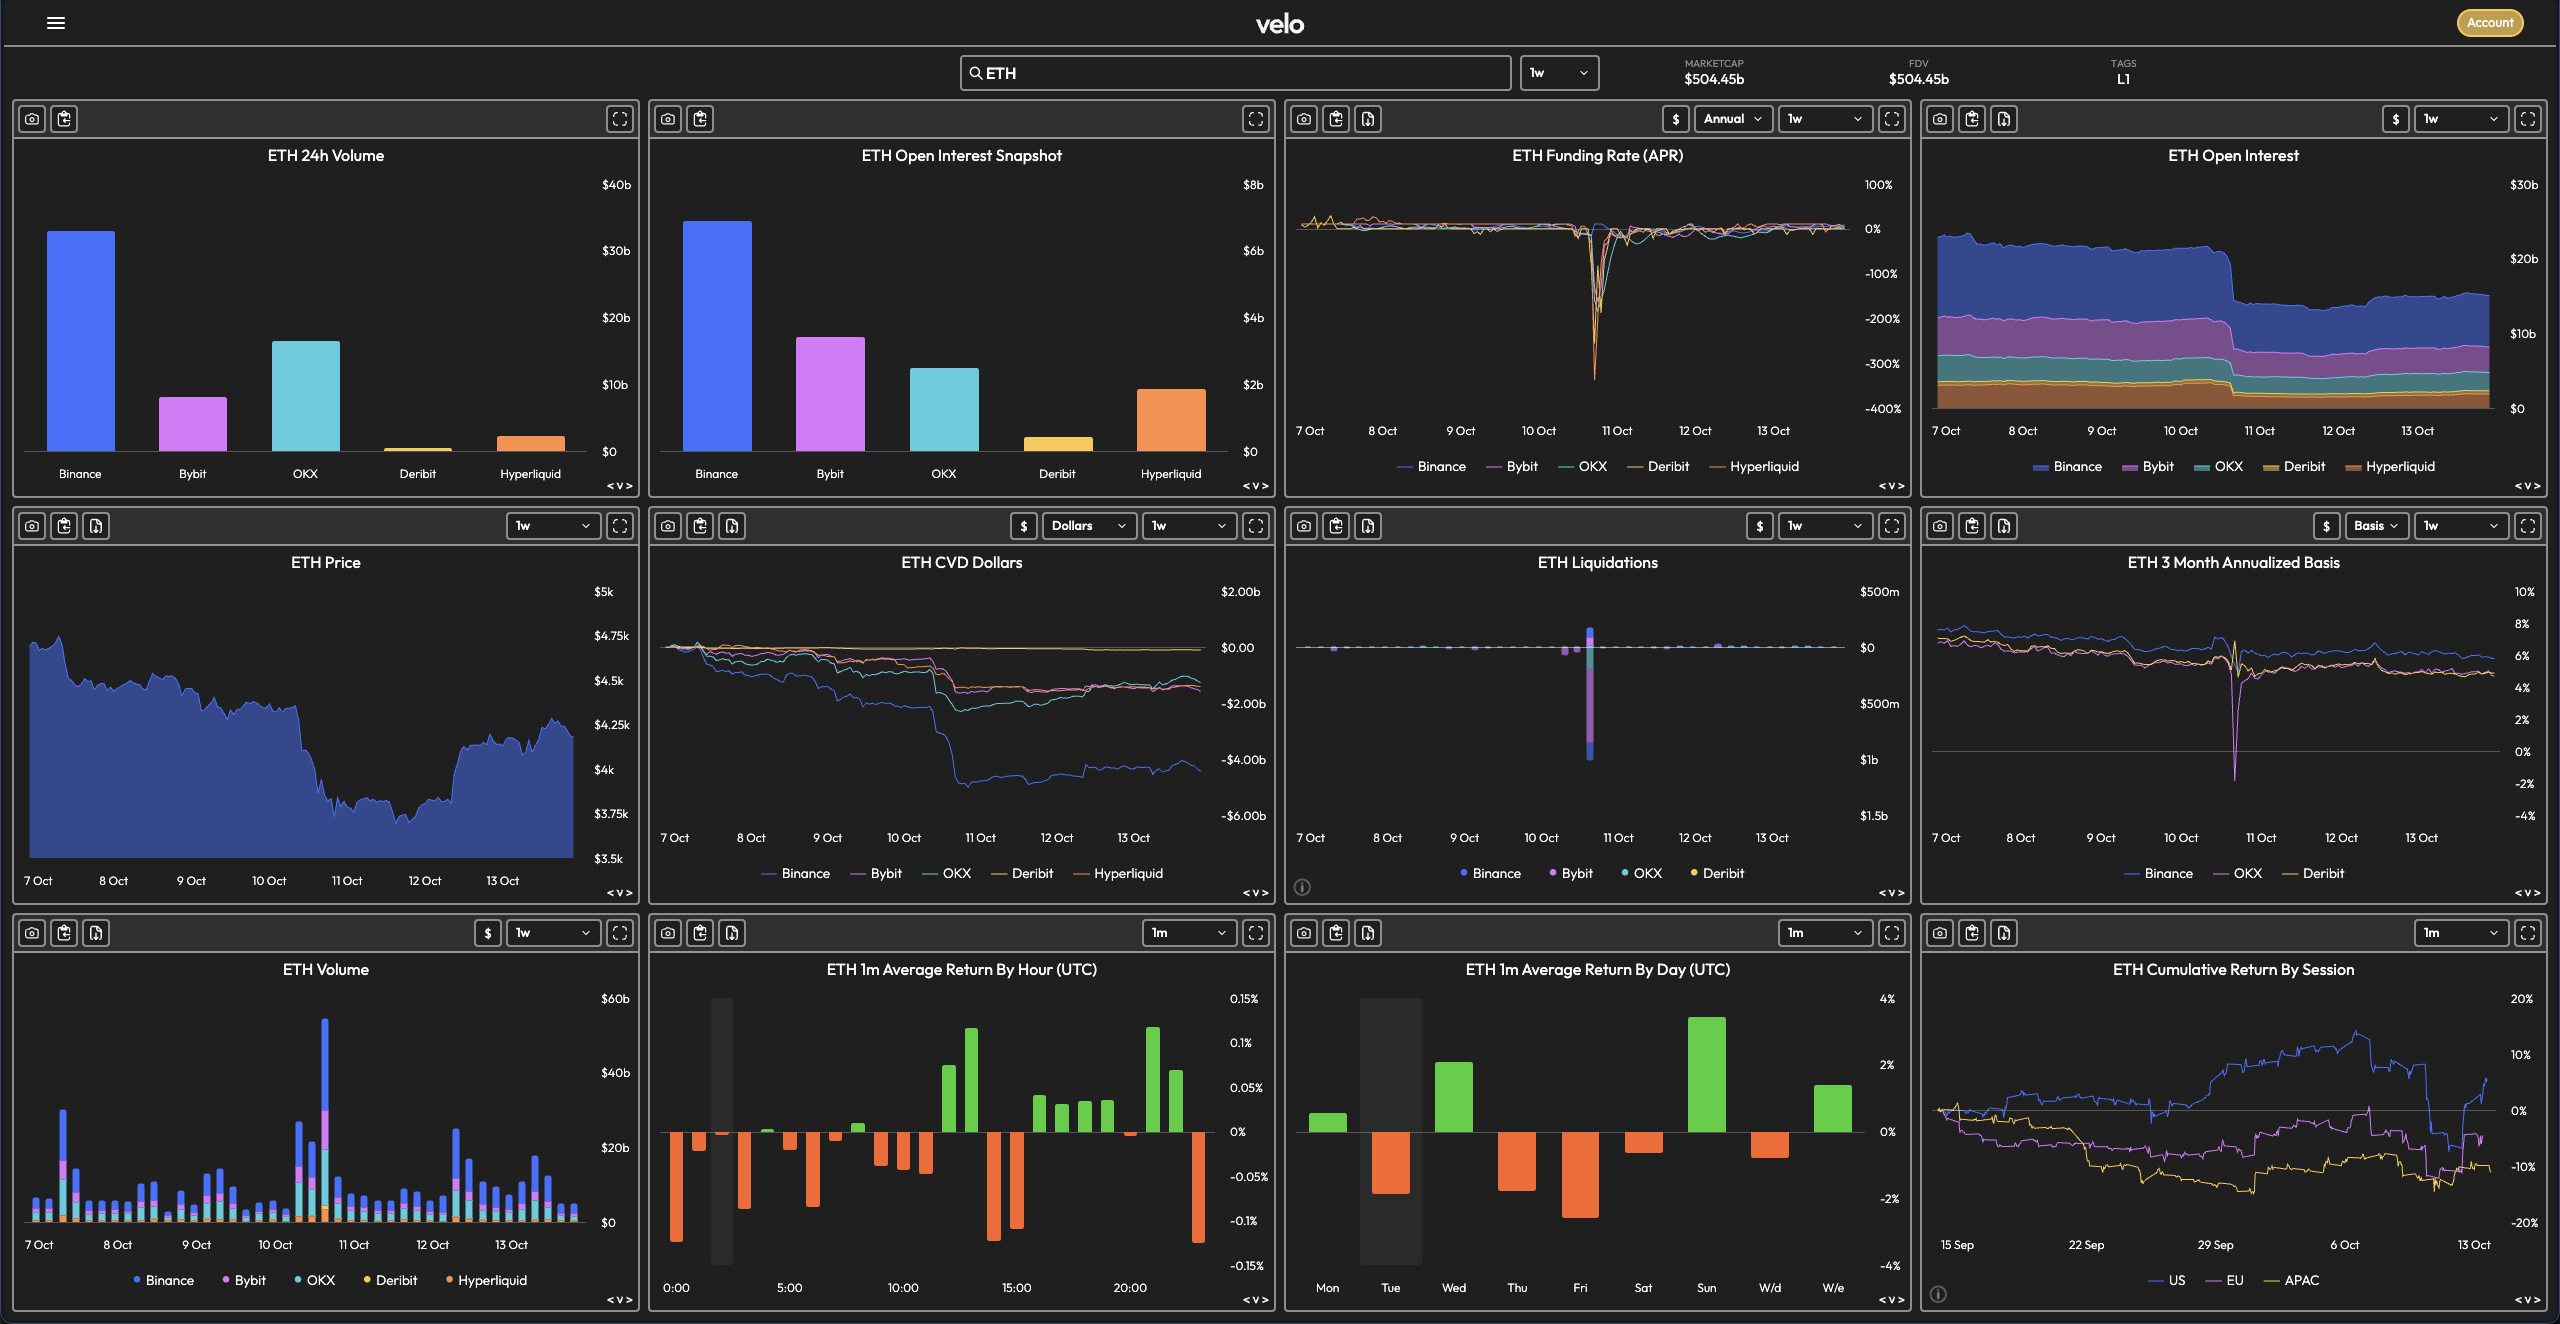 velo
Account
ETH
1w
MARKETCAP
$504.45b
FDV
$504.45b
TAGS
L1
ETH 24h Volume
$40b
$30b
$20b
$10b
$0
Binance Bybit OKX Deribit Hyperliquid
<v>
ETH Open Interest Snapshot
$8b
$6b
$4b
$2b
$0
Binance Bybit OKX Deribit Hyperliquid
<v>
$ Annual 1w
ETH Funding Rate (APR)
100%
0%
-100%
-200%
-300%
-400%
7 Oct 8 Oct 9 Oct 10 Oct 11 Oct 12 Oct 13 Oct
Binance Bybit OKX Deribit Hyperliquid
<v>
$ 1w
ETH Open Interest
$30b
$20b
$10b
$0
7 Oct 8 Oct 9 Oct 10 Oct 11 Oct 12 Oct 13 Oct
Binance Bybit OKX Deribit Hyperliquid
<v>
1w
ETH Price
$5k
$4.75k
$4.5k
$4.25k
$4k
$3.75k
$3.5k
7 Oct 8 Oct 9 Oct 10 Oct 11 Oct 12 Oct 13 Oct
<v>
$ Dollars 1w
ETH CVD Dollars
$2.00b
$0.00
-$2.00b
-$4.00b
-$6.00b
7 Oct 8 Oct 9 Oct 10 Oct 11 Oct 12 Oct 13 Oct
Binance Bybit OKX Deribit Hyperliquid
<v>
$ 1w
ETH Liquidations
$500m
$0
$500m
$1b
$1.5b
7 Oct 8 Oct 9 Oct 10 Oct 11 Oct 12 Oct 13 Oct
Binance Bybit OKX Deribit
<v>
$ Basis 1w
ETH 3 Month Annualized Basis
10%
8%
6%
4%
2%
0%
-2%
-4%
7 Oct 8 Oct 9 Oct 10 Oct 11 Oct 12 Oct 13 Oct
Binance OKX Deribit
<v>
$ 1w
ETH Volume
$60b
$40b
$20b
$0
7 Oct 8 Oct 9 Oct 10 Oct 11 Oct 12 Oct 13 Oct
Binance Bybit OKX Deribit Hyperliquid
<v>
1m
ETH 1m Average Return By Hour (UTC)
0.15%
0.1%
0.05%
0%
-0.05%
-0.1%
-0.15%
0:00 5:00 10:00 15:00 20:00
<v>
1m
ETH 1m Average Return By Day (UTC)
4%
2%
0%
-2%
-4%
Mon Tue Wed Thu Fri Sat Sun W/d W/e
<v>
1m
ETH Cumulative Return By Session
20%
10%
0%
-10%
-20%
15 Sep 22 Sep 29 Sep 6 Oct 13 Oct
US EU APAC
<v>